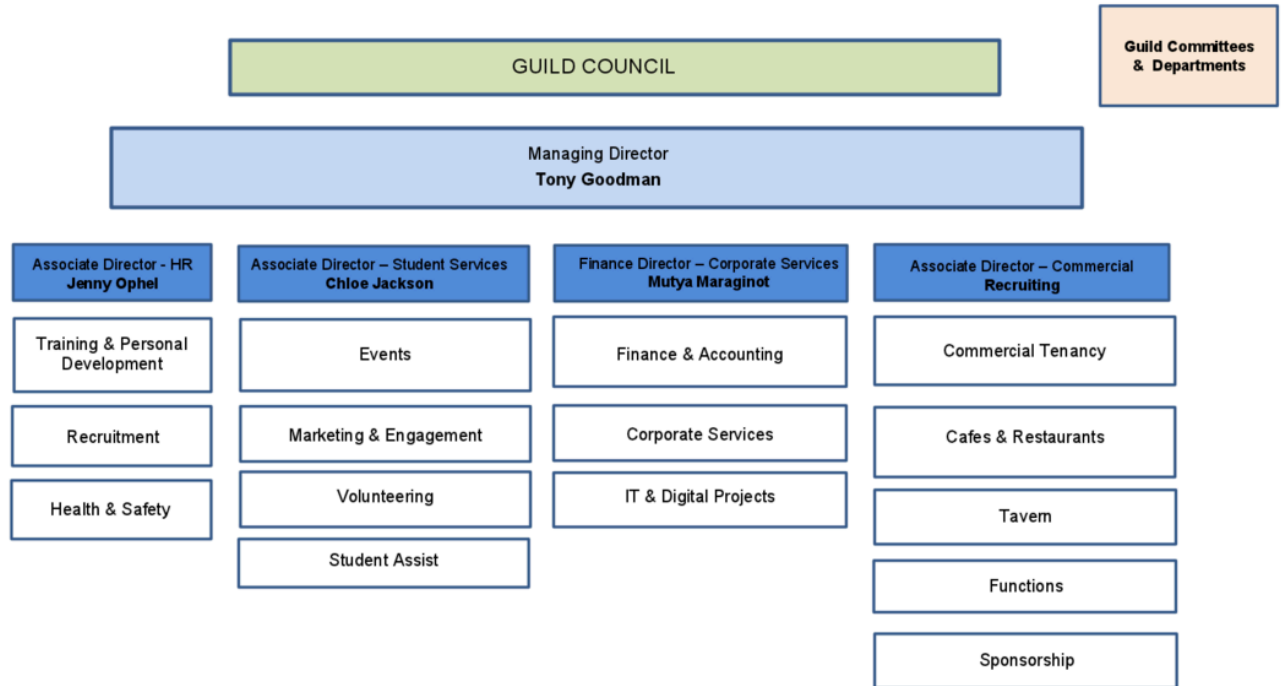 GUILD COUNCIL
Guild Committees
& Departments
Managing Director
Tony Goodman
Associate Director - HR
Jenny Ophel
Training & Personal
Development
Recruitment
Health & Safety
Associate Director – Student Services
Chloe Jackson
Events
Marketing & Engagement
Volunteering
Student Assist
Finance Director – Corporate Services
Mutya Maraginot
Finance & Accounting
Corporate Services
IT & Digital Projects
Associate Director – Commercial
Recruiting
Commercial Tenancy
Cafes & Restaurants
Tavern
Functions
Sponsorship